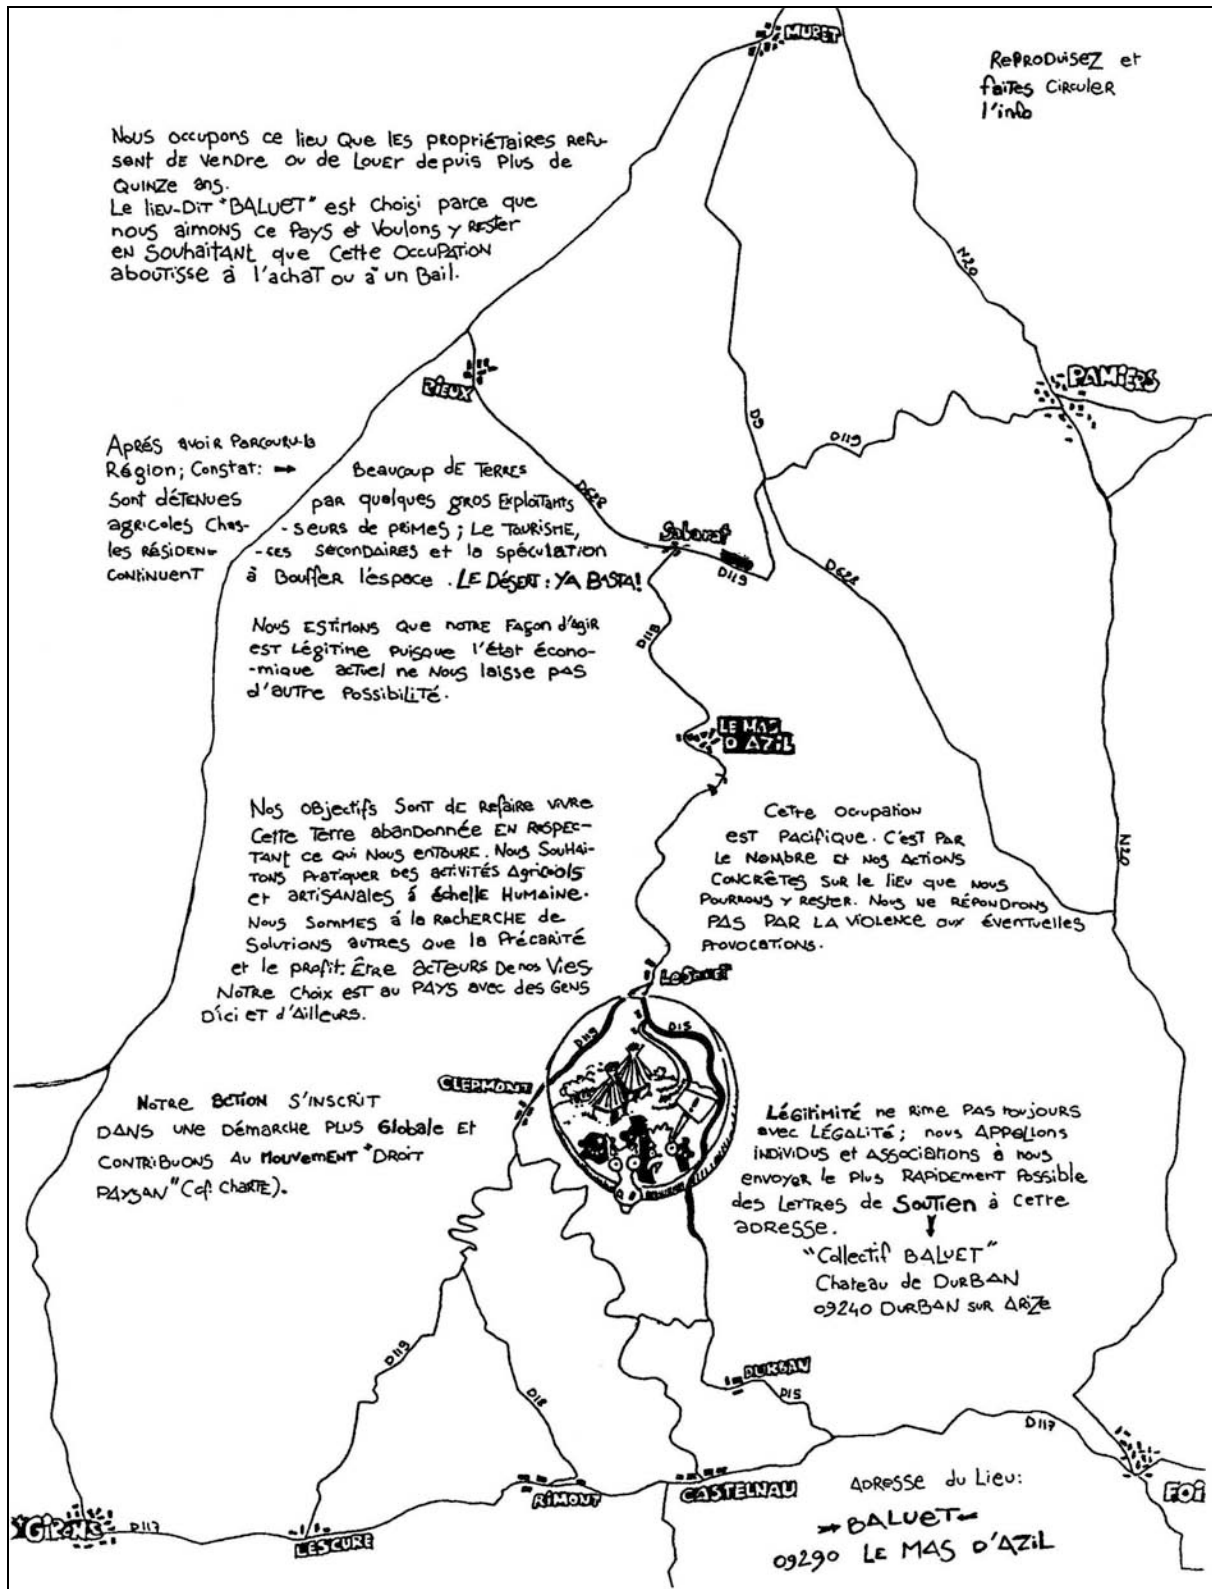 MURET
REPRODUISEZ et
faites CIRCULER
l'info
Nous occupons ce lieu Que les propriétaires refu-
sent de vendre ou de Louer depuis Plus de
QUINZE ans.
Le lieu-Dit "BALUET" est choisi parce que
nous aimons ce Pays et Voulons y Rester
en Souhaitant que Cette Occupation
aboutisse à l'achat ou à un Bail.
N20
RIEUX
PAMIERS
D9
D119
Aprés avoir Parcouru la
Région; Constat: → Beaucoup de Terres
Sont détenues par quelques gros Exploitants
agricoles Chas- -seurs de primes; Le Tourisme,
les résiden- -ces secondaires et la spéculation
continuent à Bouffer l'espace. LE DÉSERT: YA BASTA!
D628
Sabarat
D119
D628
Nous estimons que notre façon d'agir
est Légitime puisque l'état écono-
-mique actuel ne Nous laisse pas
d'autre possibilité.
D119
LE MAS
D AZIL
Nos objectifs sont de refaire vivre
Cette Terre abandonnée en respec-
tant ce qui nous entoure. Nous souhai-
tons pratiquer des activités Agricols
et artisanales à échelle Humaine.
Nous sommes à la Recherche de
Solutions autres que la Précarité
et le profit: Être acteurs de nos Vies
Notre choix est au PAYS avec des Gens
D'ici et d'Ailleurs.
Cette occupation
est pacifique. C'est par
le nombre et nos actions
concrêtes sur le lieu que nous
pourrons y rester. Nous ne répondrons
pas par la violence aux éventuelles
provocations.
N20
D119
D15
CLERMONT
Notre action s'inscrit
dans une démarche plus Globale et
contribuons au mouvement "Droit
paysan" (cf. Charte).
Légitimité ne rime pas toujours
avec Légalité; nous appellons
individus et associations à nous
envoyer le plus rapidement possible
des lettres de Soutien à cette
adresse.
"Collectif BALUET"
Chateau de DURBAN
09240 DURBAN SUR ARIZE
D119
D18
DURBAN
D15
D117
RIMONT
CASTELNAU
FOI
St GIRONS
D117
LESCURE
ADRESSE du Lieu:
→ BALUET ←
09290 LE MAS D'AZIL